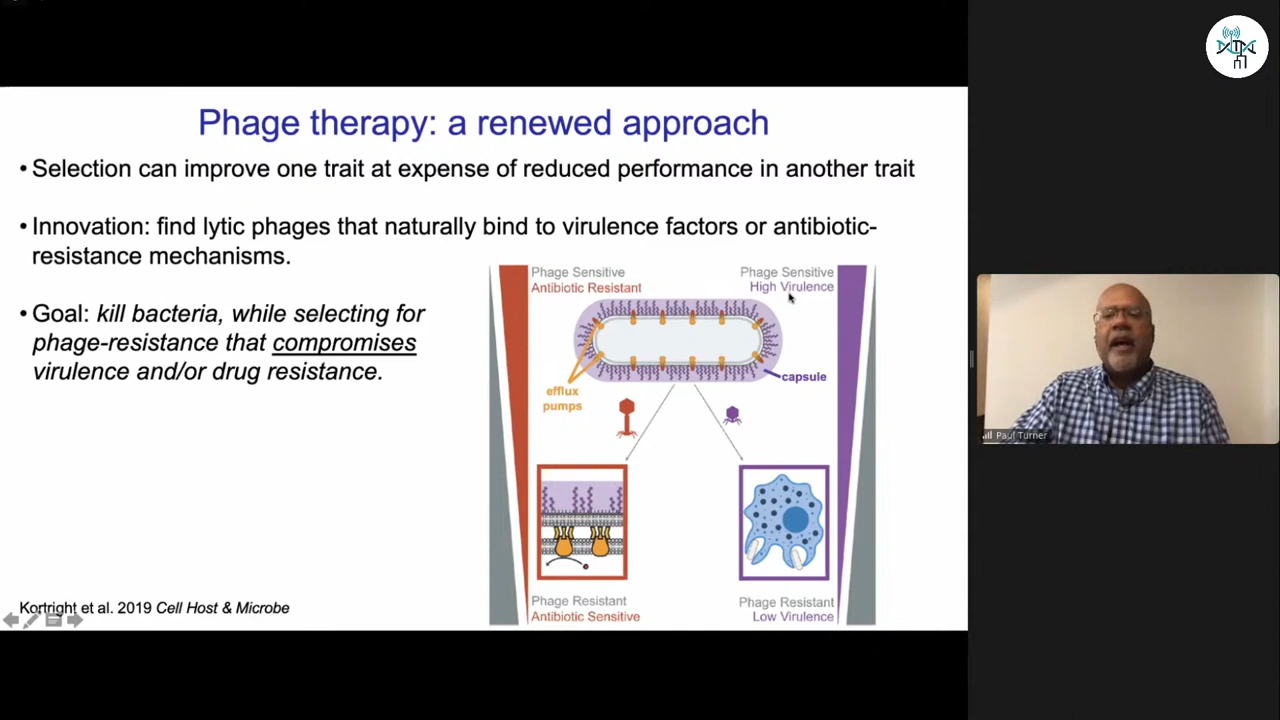 Phage therapy: a renewed approach
• Selection can improve one trait at expense of reduced performance in another trait
• Innovation: find lytic phages that naturally bind to virulence factors or antibiotic-
resistance mechanisms.
• Goal: kill bacteria, while selecting for
phage-resistance that compromises
virulence and/or drug resistance.
Phage Sensitive
Antibiotic Resistant
Phage Sensitive
High Virulence
efflux
pumps
capsule
Phage Resistant
Antibiotic Sensitive
Phage Resistant
Low Virulence
Kortright et al. 2019 Cell Host & Microbe
Paul Turner